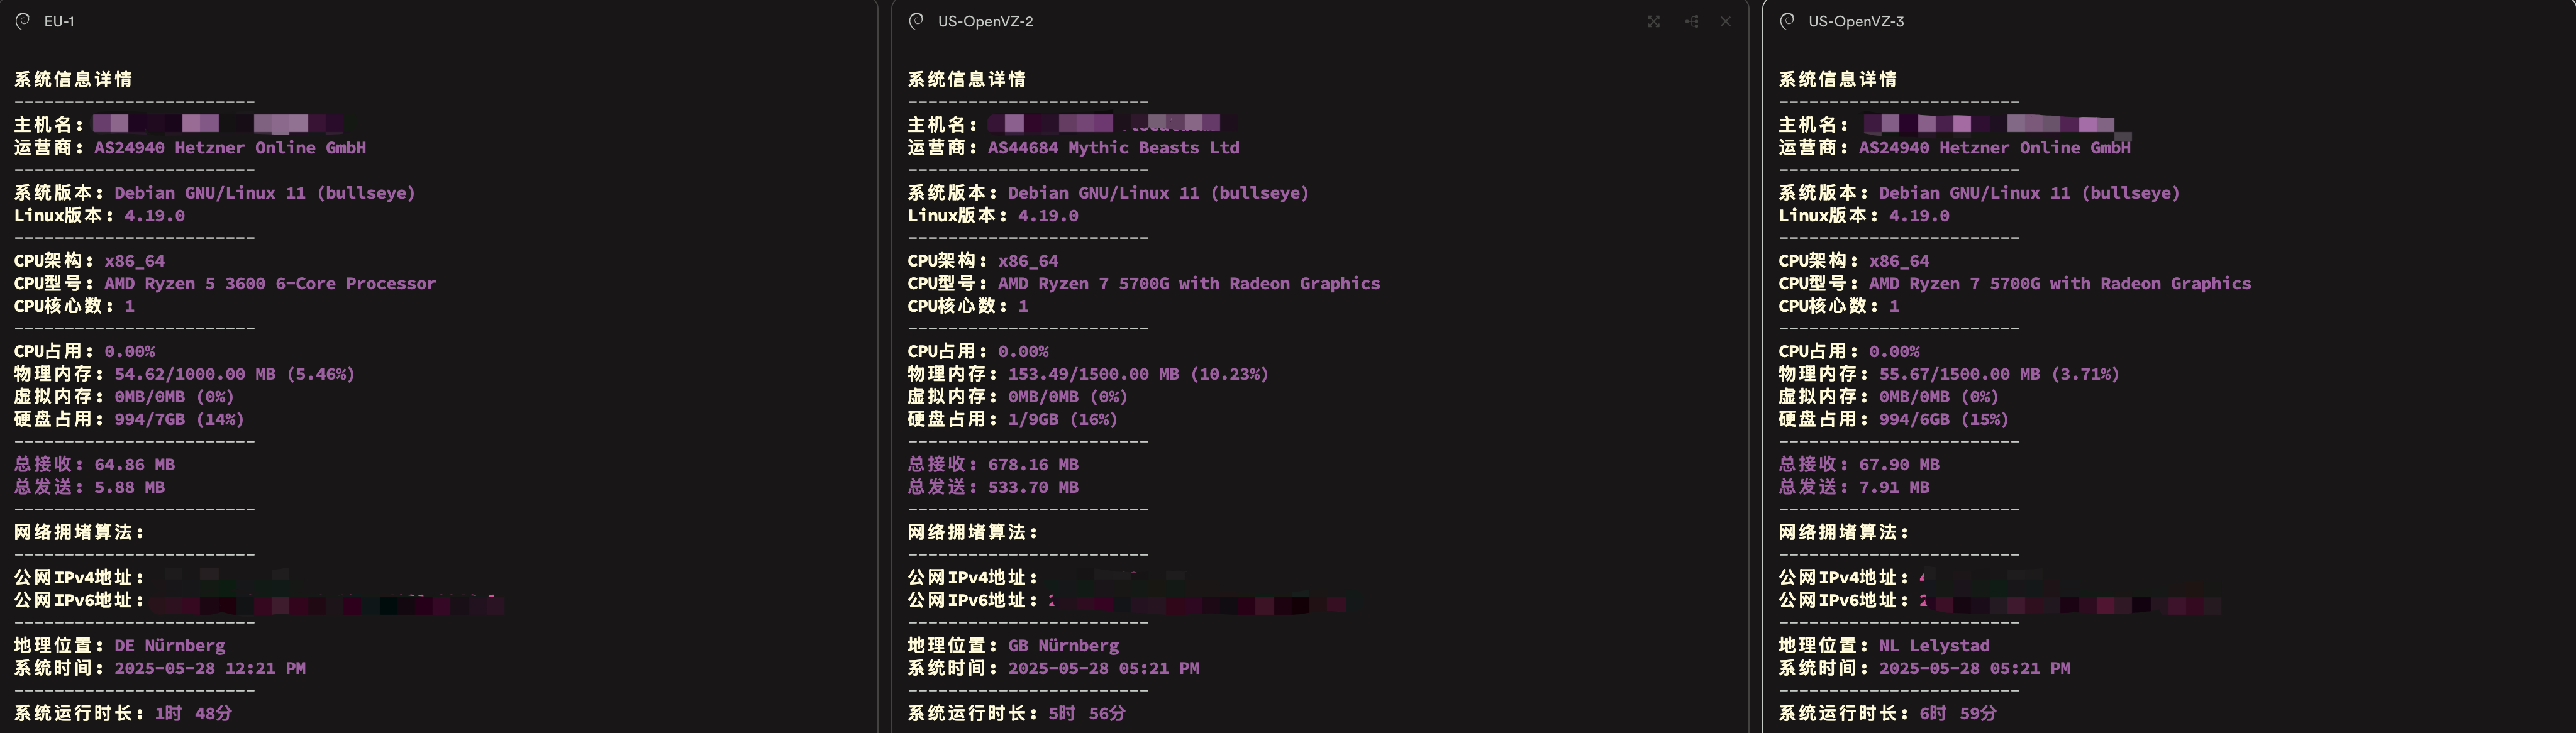 EU-1
系统信息详情
------------------------
主机名:
运营商: AS24940 Hetzner Online GmbH
------------------------
系统版本: Debian GNU/Linux 11 (bullseye)
Linux版本: 4.19.0
------------------------
CPU架构: x86_64
CPU型号: AMD Ryzen 5 3600 6-Core Processor
CPU核心数: 1
------------------------
CPU占用: 0.00%
物理内存: 54.62/1000.00 MB (5.46%)
虚拟内存: 0MB/0MB (0%)
硬盘占用: 994/7GB (14%)
------------------------
总接收: 64.86 MB
总发送: 5.88 MB
------------------------
网络拥堵算法:
------------------------
公网IPv4地址:
公网IPv6地址:
------------------------
地理位置: DE Nürnberg
系统时间: 2025-05-28 12:21 PM
------------------------
系统运行时长: 1时 48分
US-OpenVZ-2
系统信息详情
------------------------
主机名:
运营商: AS44684 Mythic Beasts Ltd
------------------------
系统版本: Debian GNU/Linux 11 (bullseye)
Linux版本: 4.19.0
------------------------
CPU架构: x86_64
CPU型号: AMD Ryzen 7 5700G with Radeon Graphics
CPU核心数: 1
------------------------
CPU占用: 0.00%
物理内存: 153.49/1500.00 MB (10.23%)
虚拟内存: 0MB/0MB (0%)
硬盘占用: 1/9GB (16%)
------------------------
总接收: 678.16 MB
总发送: 533.70 MB
------------------------
网络拥堵算法:
------------------------
公网IPv4地址:
公网IPv6地址:
------------------------
地理位置: GB Nürnberg
系统时间: 2025-05-28 05:21 PM
------------------------
系统运行时长: 5时 56分
US-OpenVZ-3
系统信息详情
------------------------
主机名:
运营商: AS24940 Hetzner Online GmbH
------------------------
系统版本: Debian GNU/Linux 11 (bullseye)
Linux版本: 4.19.0
------------------------
CPU架构: x86_64
CPU型号: AMD Ryzen 7 5700G with Radeon Graphics
CPU核心数: 1
------------------------
CPU占用: 0.00%
物理内存: 55.67/1500.00 MB (3.71%)
虚拟内存: 0MB/0MB (0%)
硬盘占用: 994/6GB (15%)
------------------------
总接收: 67.90 MB
总发送: 7.91 MB
------------------------
网络拥堵算法:
------------------------
公网IPv4地址:
公网IPv6地址:
------------------------
地理位置: NL Lelystad
系统时间: 2025-05-28 05:21 PM
------------------------
系统运行时长: 6时 59分